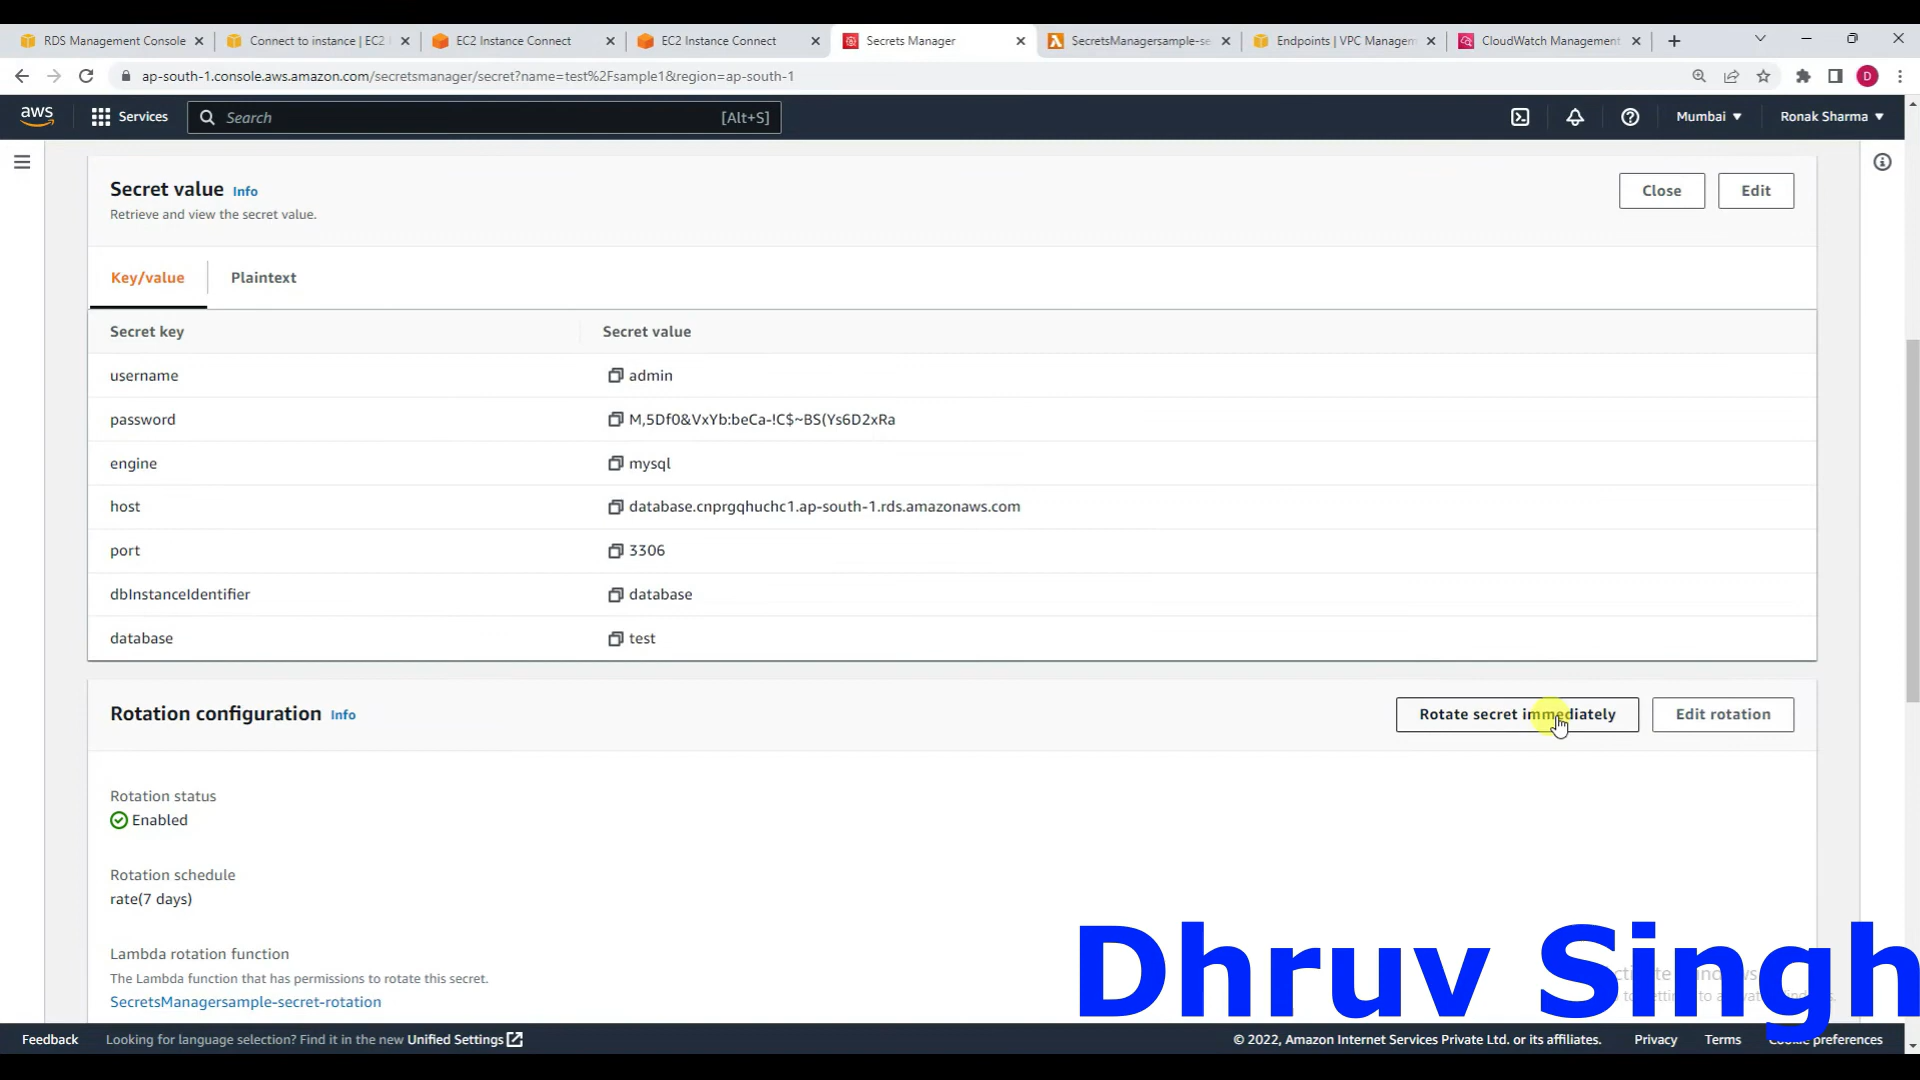 RDS Management Console
Connect to instance | EC2
EC2 Instance Connect
EC2 Instance Connect
Secrets Manager
SecretsManagersample-se
Endpoints | VPC Managem
CloudWatch Management
ap-south-1.console.aws.amazon.com/secretsmanager/secret?name=test%2Fsample1&region=ap-south-1
D
aws
Services
Search
[Alt+S]
Mumbai
Ronak Sharma
Secret value Info
Close
Edit
Retrieve and view the secret value.
Key/value
Plaintext
Secret key
Secret value
username
admin
password
M,5Df0&VxYb:beCa-!C$~BS(Ys6D2xRa
engine
mysql
host
database.cnprgqhuchc1.ap-south-1.rds.amazonaws.com
port
3306
dbInstanceIdentifier
database
database
test
Rotation configuration Info
Rotate secret immediately
Edit rotation
Rotation status
Enabled
Rotation schedule
rate(7 days)
Lambda rotation function
The Lambda function that has permissions to rotate this secret.
SecretsManagersample-secret-rotation
Dhruv Singh
Feedback
Looking for language selection? Find it in the new Unified Settings
© 2022, Amazon Internet Services Private Ltd. or its affiliates.
Privacy
Terms
Cookie preferences